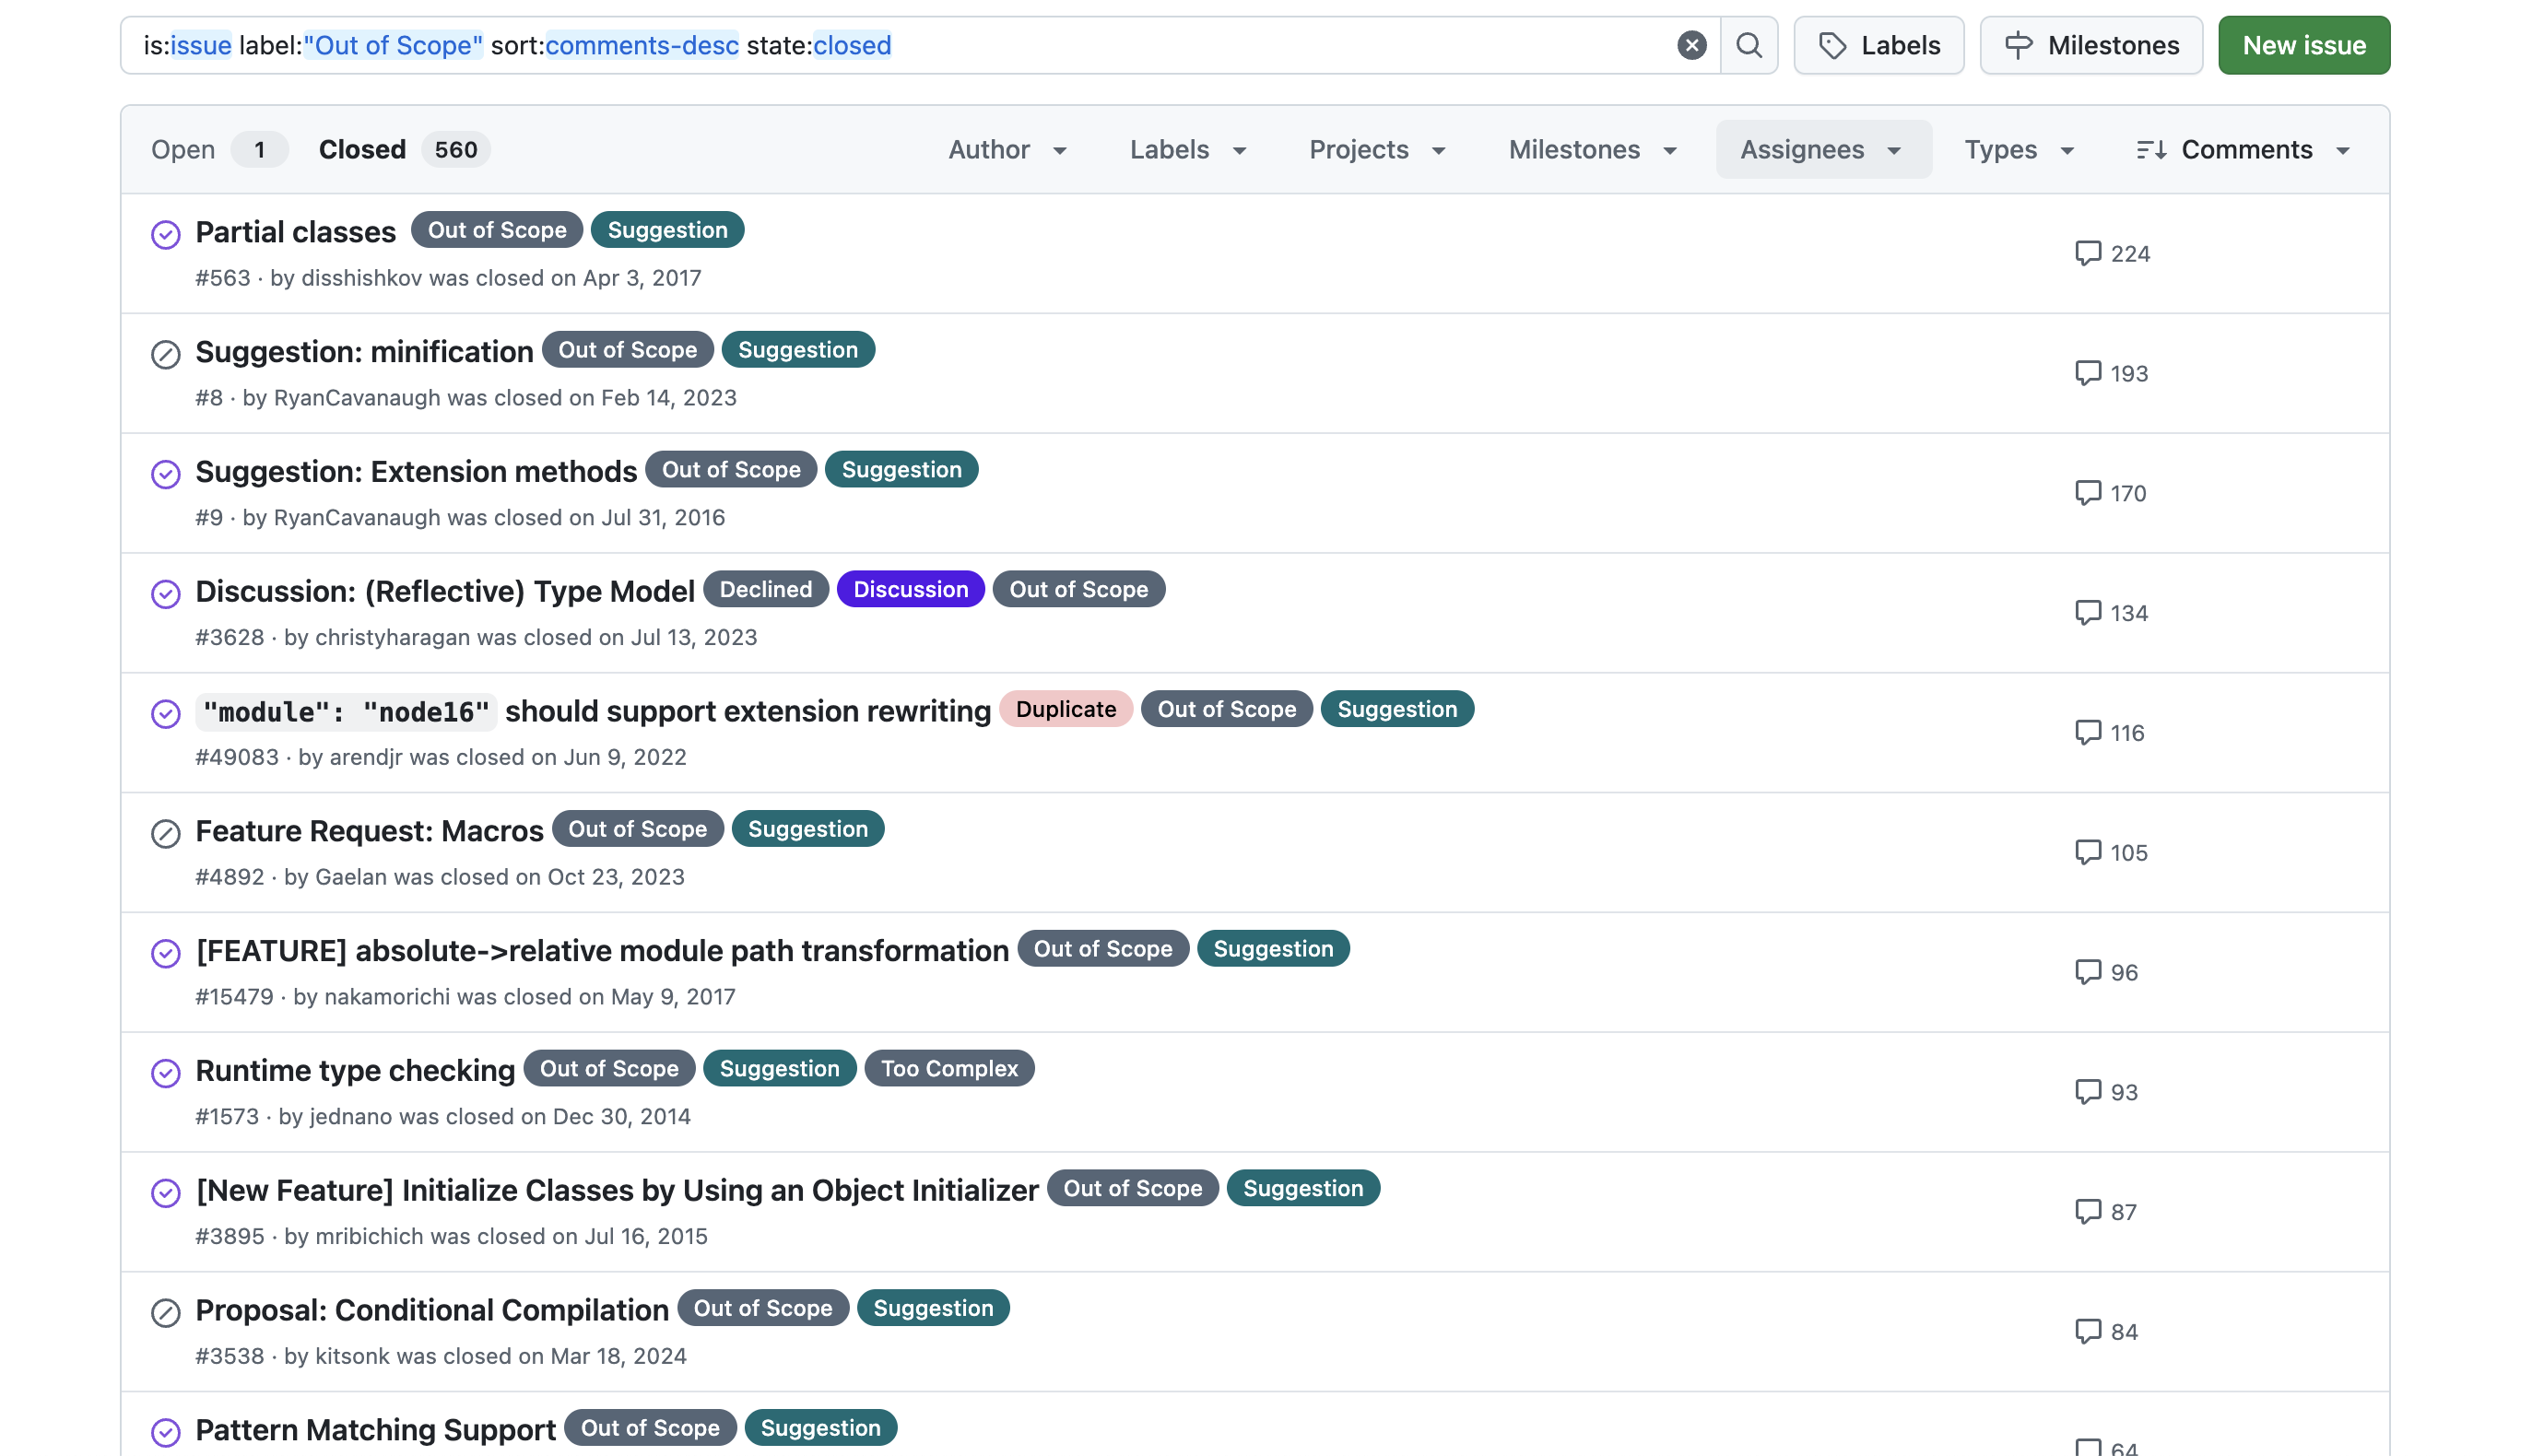 is:issue label:"Out of Scope" sort:comments-desc state:closed
Labels
Milestones
New issue
Open 1 Closed 560 Author Labels Projects Milestones Assignees Types Comments
Partial classes Out of Scope Suggestion
#563 · by disshishkov was closed on Apr 3, 2017
224
Suggestion: minification Out of Scope Suggestion
#8 · by RyanCavanaugh was closed on Feb 14, 2023
193
Suggestion: Extension methods Out of Scope Suggestion
#9 · by RyanCavanaugh was closed on Jul 31, 2016
170
Discussion: (Reflective) Type Model Declined Discussion Out of Scope
#3628 · by christyharagan was closed on Jul 13, 2023
134
"module": "node16" should support extension rewriting Duplicate Out of Scope Suggestion
#49083 · by arendjr was closed on Jun 9, 2022
116
Feature Request: Macros Out of Scope Suggestion
#4892 · by Gaelan was closed on Oct 23, 2023
105
[FEATURE] absolute->relative module path transformation Out of Scope Suggestion
#15479 · by nakamorichi was closed on May 9, 2017
96
Runtime type checking Out of Scope Suggestion Too Complex
#1573 · by jednano was closed on Dec 30, 2014
93
[New Feature] Initialize Classes by Using an Object Initializer Out of Scope Suggestion
#3895 · by mribichich was closed on Jul 16, 2015
87
Proposal: Conditional Compilation Out of Scope Suggestion
#3538 · by kitsonk was closed on Mar 18, 2024
84
Pattern Matching Support Out of Scope Suggestion
64